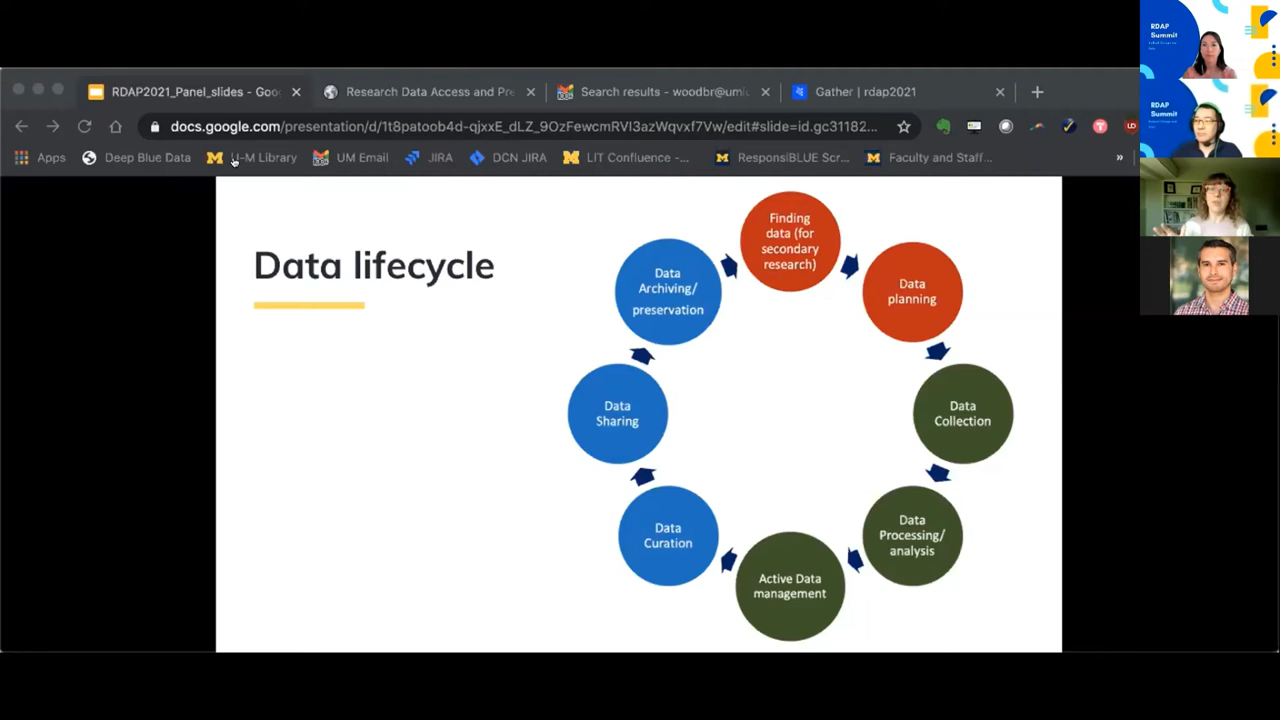 RDAP2021_Panel_slides - Goo
Research Data Access and Pre
Search results - woodbr@umic
Gather | rdap2021
docs.google.com/presentation/d/1t8patoob4d-qjxxE_dLZ_9OzFewcmRVI3azWqvxf7Vw/edit#slide=id.gc31182...
Apps
Deep Blue Data
U-M Library
UM Email
JIRA
DCN JIRA
LIT Confluence -...
ResponsiBLUE Scr...
Faculty and Staff...
»
Data lifecycle
Finding
data (for
secondary
research)
Data
planning
Data
Collection
Data
Processing/
analysis
Active Data
management
Data
Curation
Data
Sharing
Data
Archiving/
preservation
RDAP
Summit
RDAP
Summit